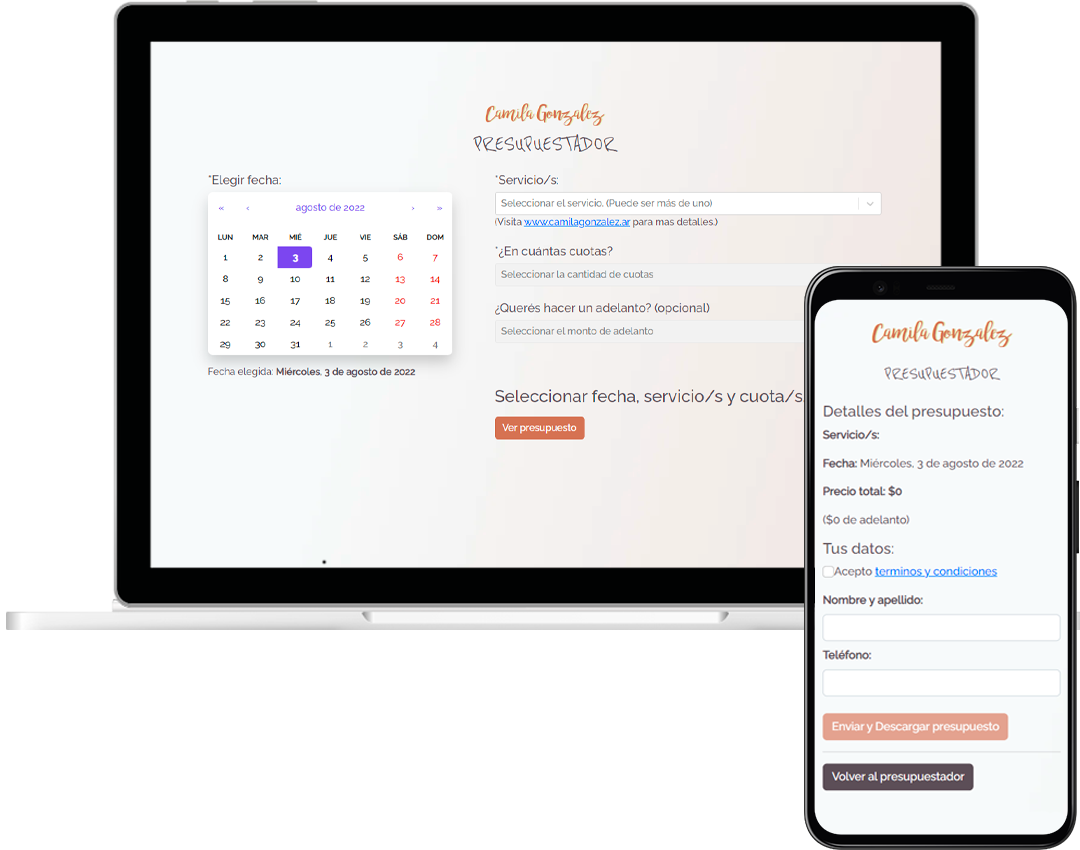 Camila Gonzalez
PRESUPUESTADOR
*Elegir fecha:
« ‹ agosto de 2022 › »
LUN MAR MIÉ JUE VIE SÁB DOM
1 2 3 4 5 6 7
8 9 10 11 12 13 14
15 16 17 18 19 20 21
22 23 24 25 26 27 28
29 30 31 1 2 3 4
Fecha elegida: Miércoles, 3 de agosto de 2022
*Servicio/s:
Seleccionar el servicio. (Puede ser más de uno)
(Visita www.camilagonzalez.ar para mas detalles.)
*¿En cuántas cuotas?
Seleccionar la cantidad de cuotas
¿Querés hacer un adelanto? (opcional)
Seleccionar el monto de adelanto
Seleccionar fecha, servicio/s y cuota/s.
Ver presupuesto
Camila Gonzalez
PRESUPUESTADOR
Detalles del presupuesto:
Servicio/s:
Fecha: Miércoles, 3 de agosto de 2022
Precio total: $0
($0 de adelanto)
Tus datos:
Acepto terminos y condiciones
Nombre y apellido:
Teléfono:
Enviar y Descargar presupuesto
Volver al presupuestador